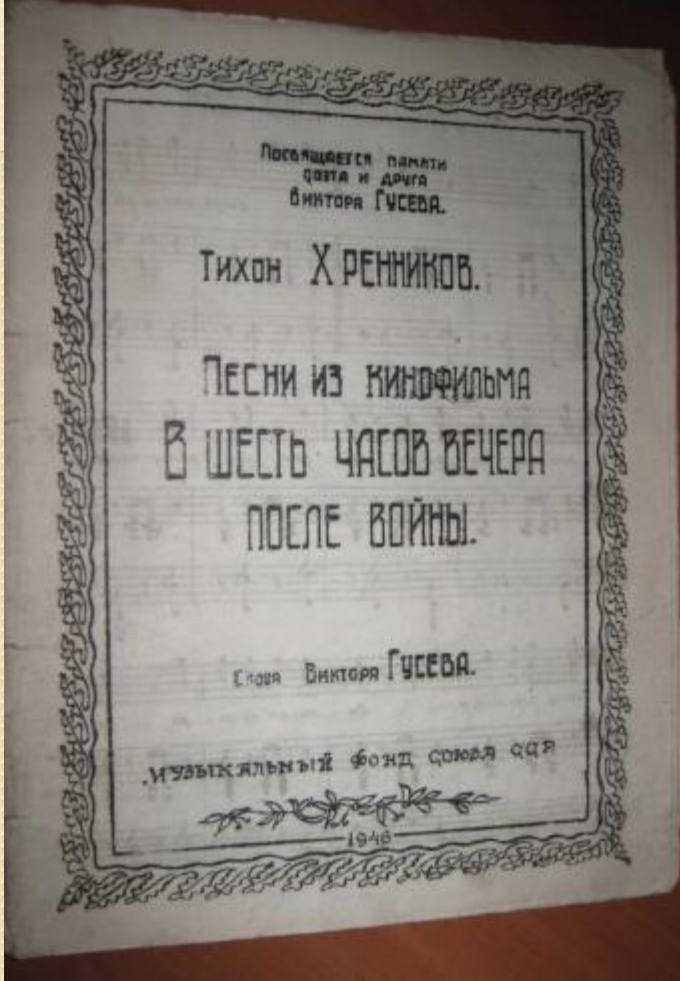 Посвящается памяти
поэта и друга
Виктора Гусева.
Тихон Хренников.
Песни из кинофильма
В шесть часов вечера
после войны.
Слова Виктора Гусева.
Музыкальный фонд Союза ССР
1946